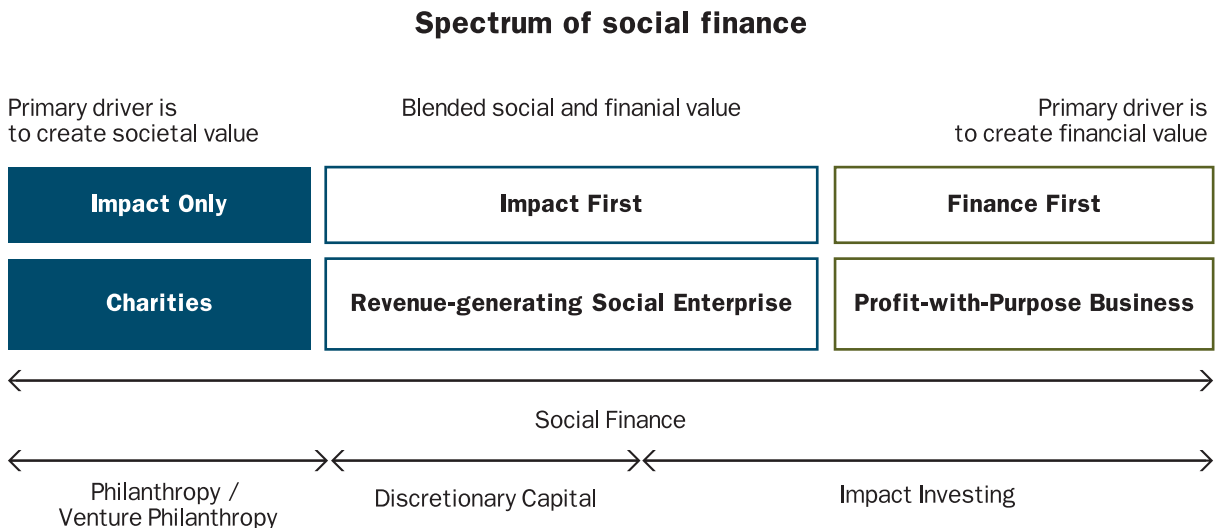 Spectrum of social finance
Primary driver is
to create societal value
Blended social and finanial value
Primary driver is
to create financial value
Impact Only
Impact First
Finance First
Charities
Revenue-generating Social Enterprise
Profit-with-Purpose Business
Social Finance
Philanthropy /
Venture Philanthropy
Discretionary Capital
Impact Investing